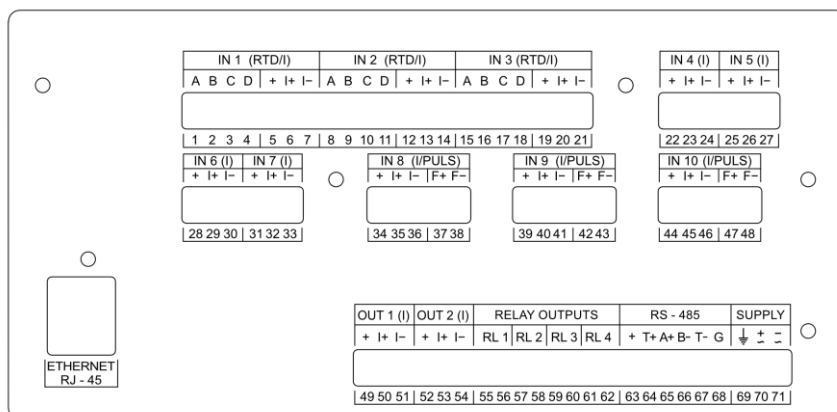 IN 1 (RTD/I) IN 2 (RTD/I) IN 3 (RTD/I) IN 4 (I) IN 5 (I)
A B C D + I+ I− A B C D + I+ I− A B C D + I+ I− + I+ I− + I+ I−
1 2 3 4 5 6 7 8 9 10 11 12 13 14 15 16 17 18 19 20 21 22 23 24 25 26 27
IN 6 (I) IN 7 (I) IN 8 (I/PULS) IN 9 (I/PULS) IN 10 (I/PULS)
+ I+ I− + I+ I− + I+ I− F+ F− + I+ I− F+ F− + I+ I− F+ F−
28 29 30 31 32 33 34 35 36 37 38 39 40 41 42 43 44 45 46 47 48
ETHERNET
RJ - 45
OUT 1 (I) OUT 2 (I) RELAY OUTPUTS RS - 485 SUPPLY
+ I+ I− + I+ I− RL 1 RL 2 RL 3 RL 4 + T+ A+ B- T- G ⏚ + −
49 50 51 52 53 54 55 56 57 58 59 60 61 62 63 64 65 66 67 68 69 70 71